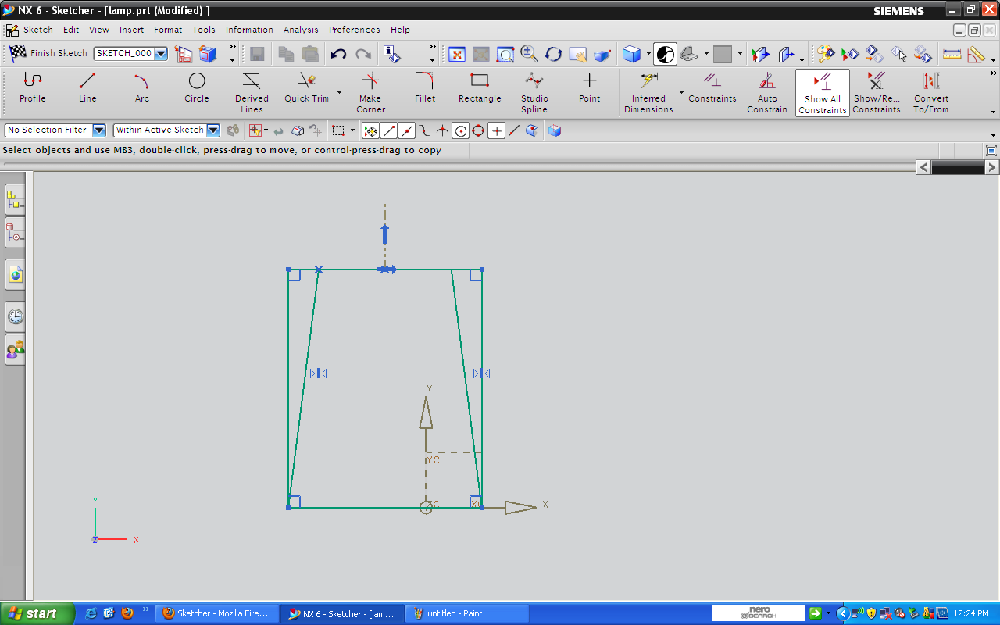 NX 6 - Sketcher - [lamp.prt (Modified) ]
SIEMENS
Sketch Edit View Insert Format Tools Information Analysis Preferences Help
Finish Sketch SKETCH_000
Profile Line Arc Circle Derived Lines Quick Trim Make Corner Fillet Rectangle Studio Spline Point Inferred Dimensions Constraints Auto Constrain Show All Constraints Show/Re... Constraints Convert To/From
No Selection Filter Within Active Sketch
Select objects and use MB3, double-click, press-drag to move, or control-press-drag to copy
Y
YC
XC X
Y
Z X
start Sketcher - Mozilla Fire... NX 6 - Sketcher - [lam... untitled - Paint nero SEARCH 12:24 PM